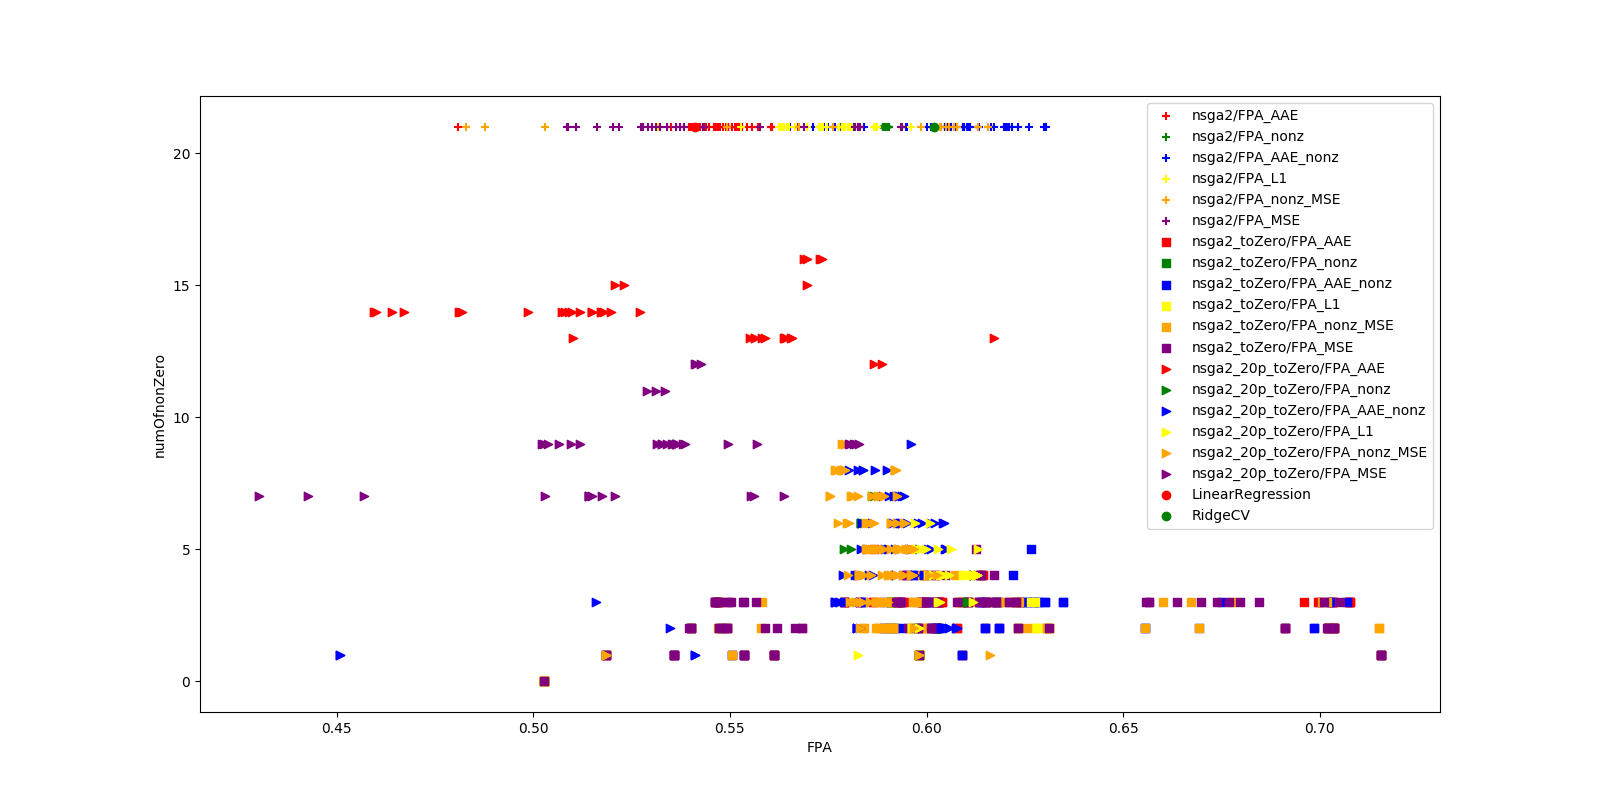 nsga2/FPA_AAE
nsga2/FPA_nonz
nsga2/FPA_AAE_nonz
nsga2/FPA_L1
nsga2/FPA_nonz_MSE
nsga2/FPA_MSE
nsga2_toZero/FPA_AAE
nsga2_toZero/FPA_nonz
nsga2_toZero/FPA_AAE_nonz
nsga2_toZero/FPA_L1
nsga2_toZero/FPA_nonz_MSE
nsga2_toZero/FPA_MSE
nsga2_20p_toZero/FPA_AAE
nsga2_20p_toZero/FPA_nonz
nsga2_20p_toZero/FPA_AAE_nonz
nsga2_20p_toZero/FPA_L1
nsga2_20p_toZero/FPA_nonz_MSE
nsga2_20p_toZero/FPA_MSE
LinearRegression
RidgeCV
20
15
10
5
0
numOfnonZero
0.45 0.50 0.55 0.60 0.65 0.70
FPA